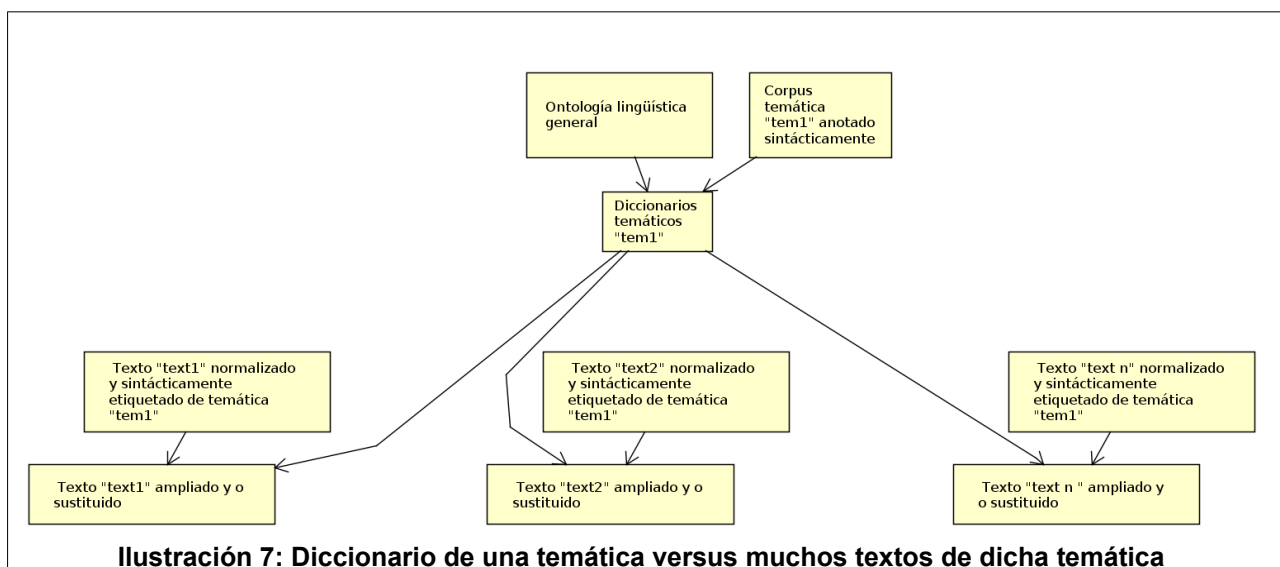 Ontología lingüística
general
Corpus
temática
"tem1" anotado
sintácticamente
Diccionarios
temáticos
"tem1"
Texto "text1" normalizado
y sintácticamente
etiquetado de temática
"tem1"
Texto "text2" normalizado
y sintácticamente
etiquetado de temática
"tem1"
Texto "text n" normalizado
y sintácticamente
etiquetado de temática
"tem1"
Texto "text1" ampliado y o
sustituido
Texto "text2" ampliado y o
sustituido
Texto "text n " ampliado y
o sustituido
Ilustración 7: Diccionario de una temática versus muchos textos de dicha temática